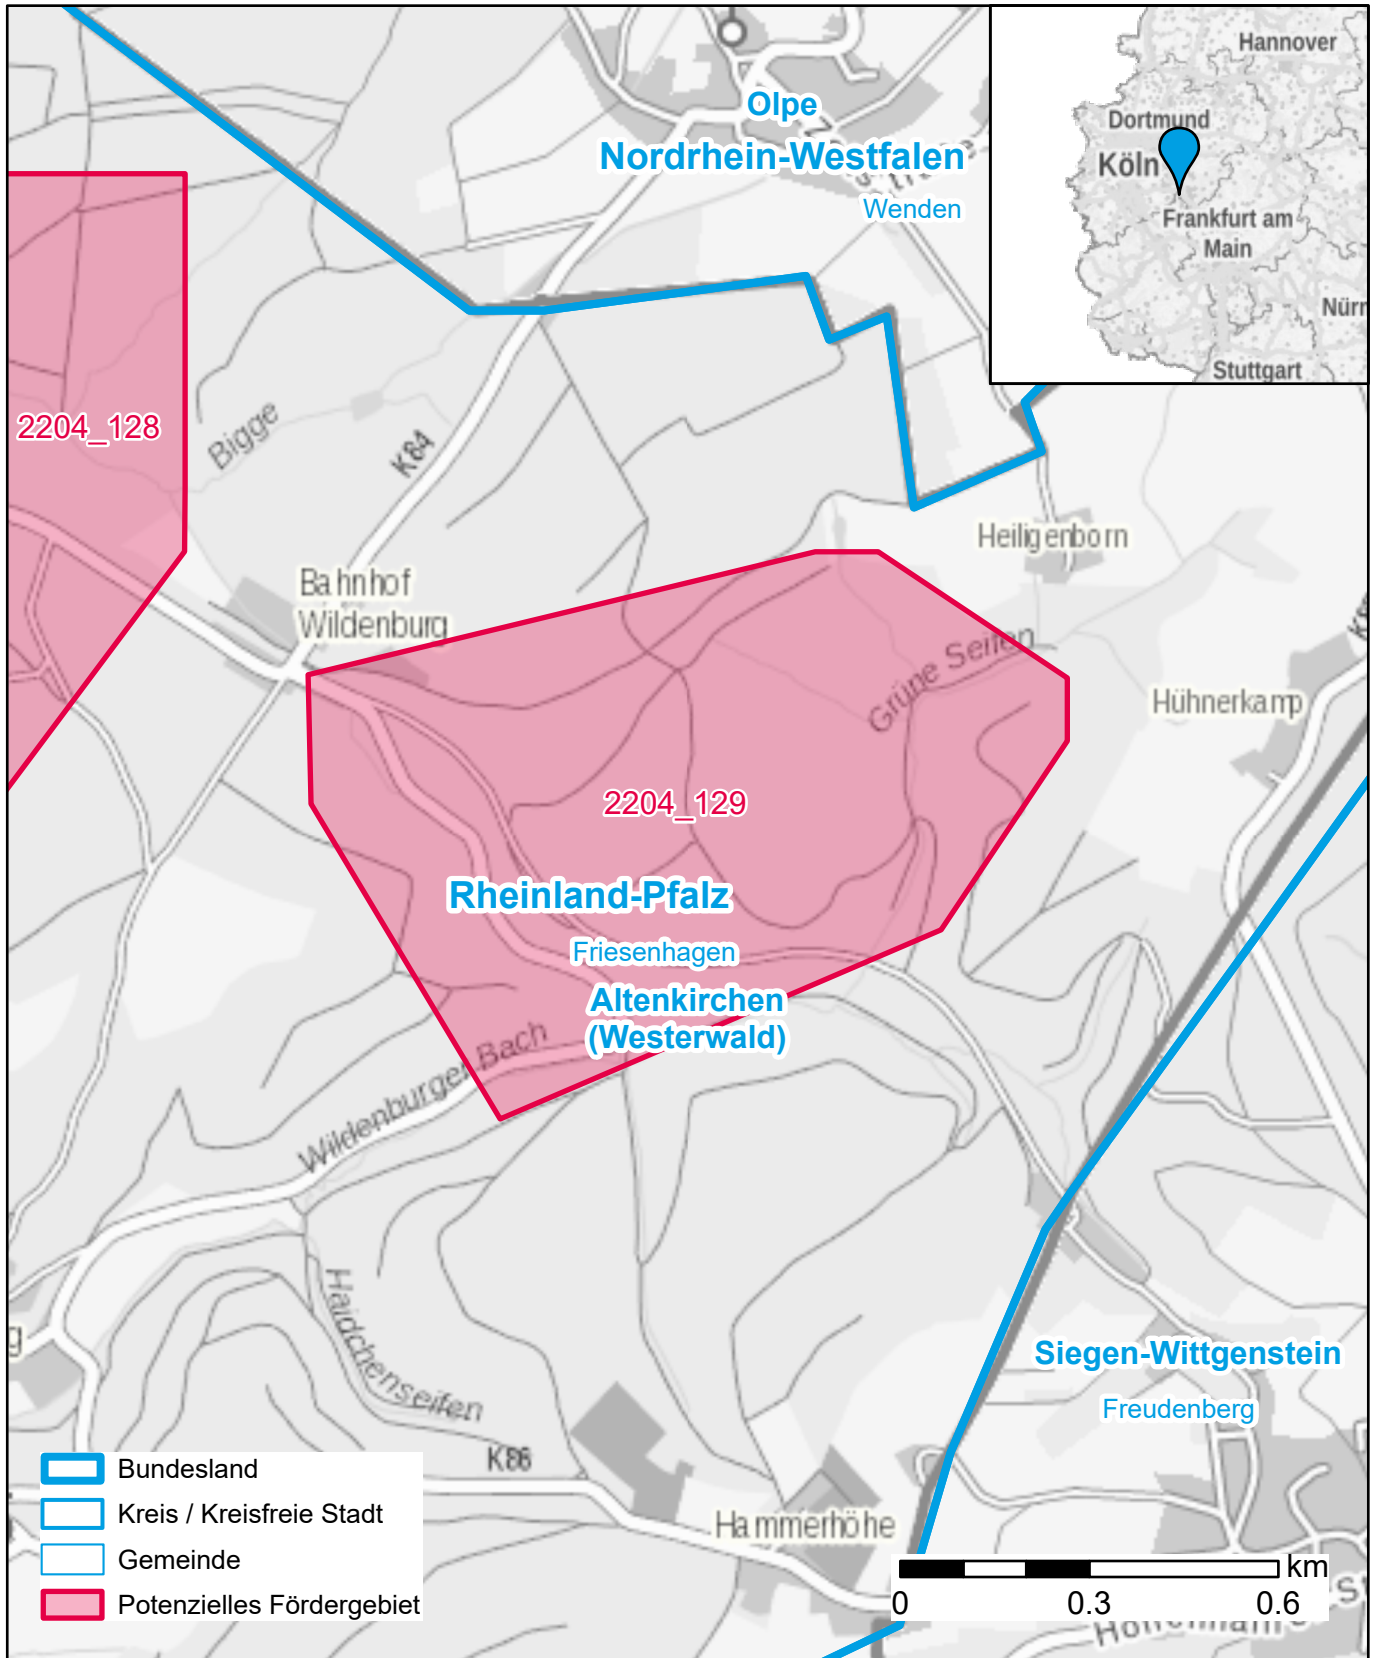 Olpe
Nordrhein-Westfalen
Wenden
Hannover
Dortmund
Köln
Frankfurt am
Main
Nürn
Stuttgart
2204_128
Bigge
K84
Heiligenborn
Bahnhof
Wildenburg
Grüne Seifen
Hühnerkamp
2204_129
Rheinland-Pfalz
Friesenhagen
Altenkirchen
(Westerwald)
Wildenburger Bach
Haidchenseifen
g
Siegen-Wittgenstein
Freudenberg
K86
Hammerhöhe
Bundesland
Kreis / Kreisfreie Stadt
Gemeinde
Potenzielles Fördergebiet
km
0 0.3 0.6